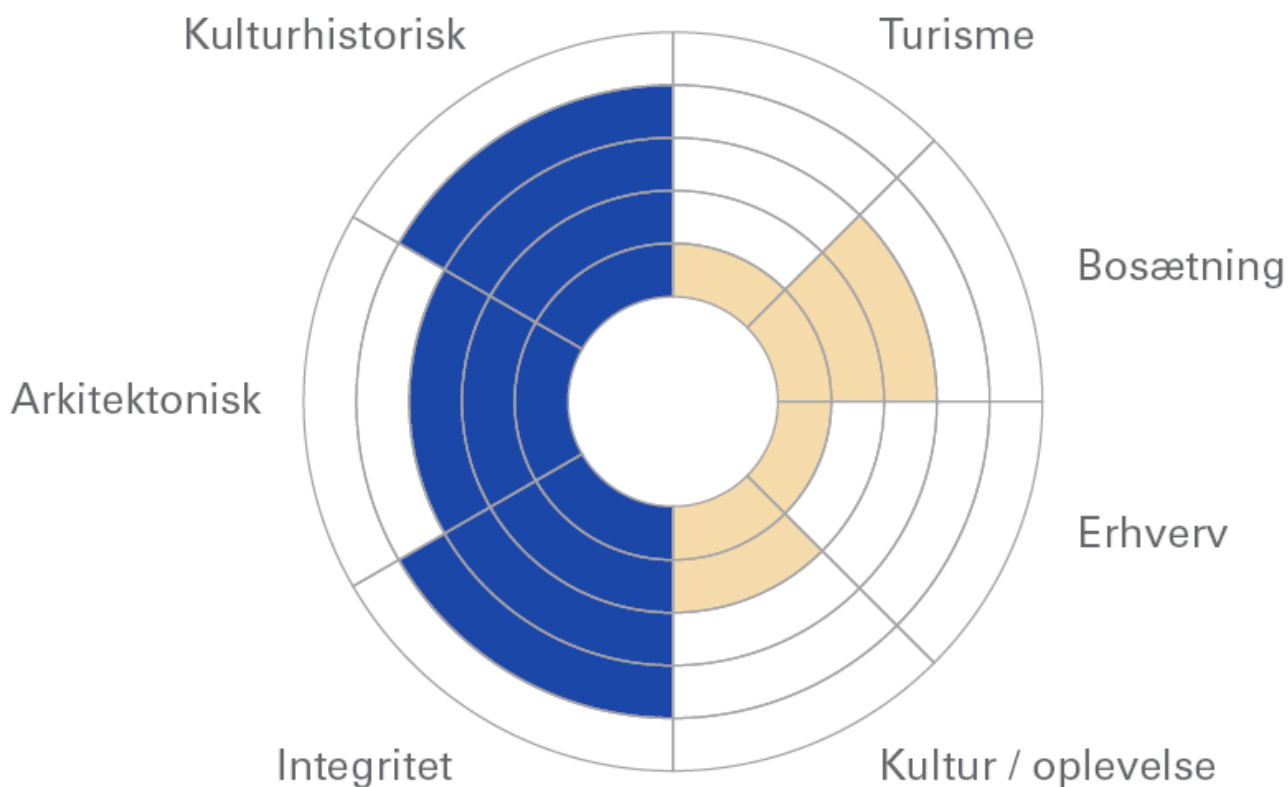 Kulturhistorisk
Turisme
Bosætning
Arkitektonisk
Erhverv
Integritet
Kultur / oplevelse